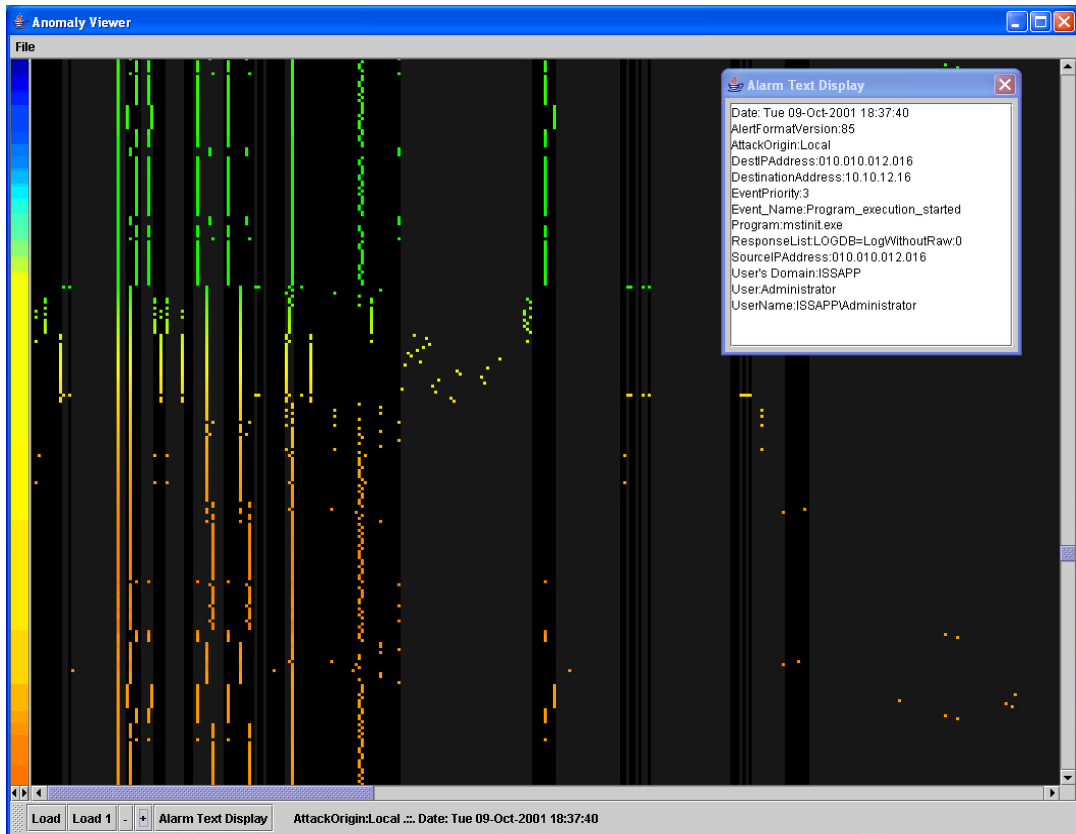 Anomaly Viewer
File
Alarm Text Display
Date: Tue 09-Oct-2001 18:37:40
AlertFormatVersion:85
AttackOrigin:Local
DestIPAddress:010.010.012.016
DestinationAddress:10.10.12.16
EventPriority:3
Event_Name:Program_execution_started
Program:mstinit.exe
ResponseList:LOGDB=LogWithoutRaw:0
SourceIPAddress:010.010.012.016
User's Domain:ISSAPP
User:Administrator
UserName:ISSAPP\Administrator
Load Load 1 - + Alarm Text Display AttackOrigin:Local .::. Date: Tue 09-Oct-2001 18:37:40